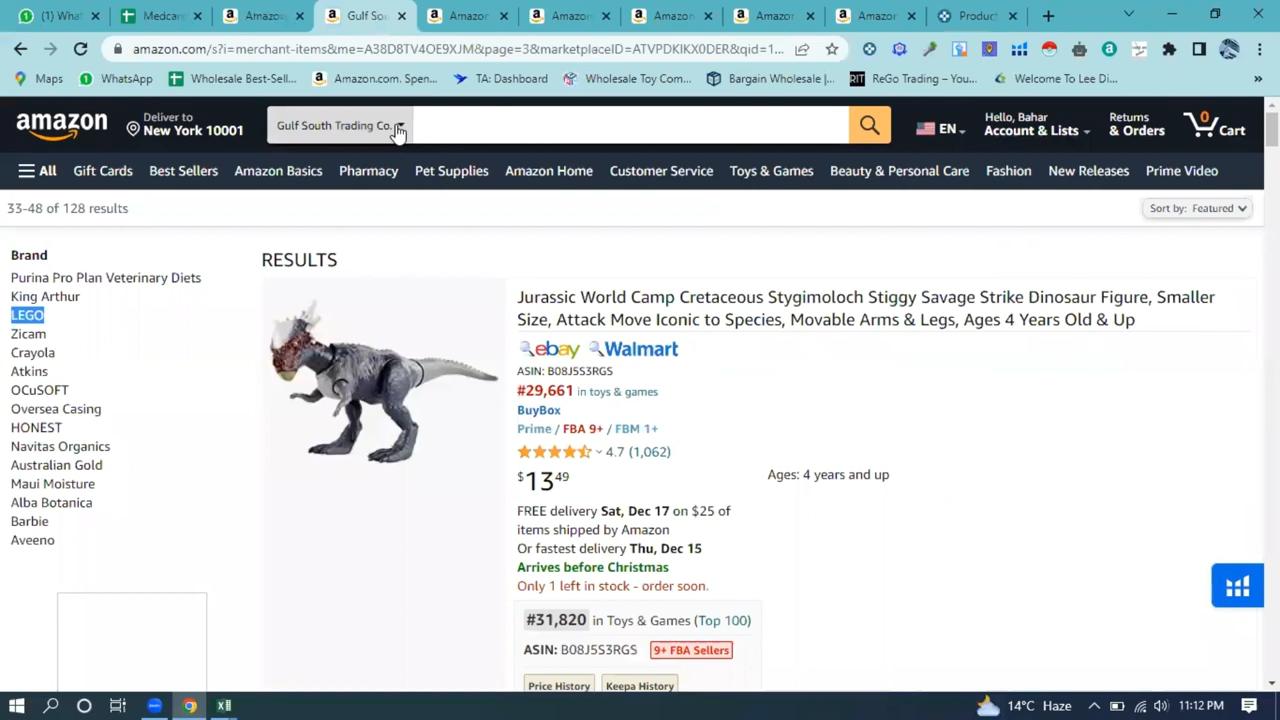 (1) What
Medcar
Amazon
Gulf Sou
Amazon
Amazon
Amazon
Amazon
Amazon
Product
amazon.com/s?i=merchant-items&me=A38D8TV4OE9XJM&page=3&marketplaceID=ATVPDKIKX0DER&qid=1...
Maps
WhatsApp
Wholesale Best-Sell...
Amazon.com. Spen...
TA: Dashboard
Wholesale Toy Com...
Bargain Wholesale |...
RIT
ReGo Trading – You...
Welcome To Lee Di...
»
amazon
Deliver to
New York 10001
Gulf South Trading Co.
EN
Hello, Bahar
Account & Lists
Returns
& Orders
0
Cart
All
Gift Cards
Best Sellers
Amazon Basics
Pharmacy
Pet Supplies
Amazon Home
Customer Service
Toys & Games
Beauty & Personal Care
Fashion
New Releases
Prime Video
33-48 of 128 results
Sort by: Featured
Brand
Purina Pro Plan Veterinary Diets
King Arthur
LEGO
Zicam
Crayola
Atkins
OCuSOFT
Oversea Casing
HONEST
Navitas Organics
Australian Gold
Maui Moisture
Alba Botanica
Barbie
Aveeno
RESULTS
Jurassic World Camp Cretaceous Stygimoloch Stiggy Savage Strike Dinosaur Figure, Smaller
Size, Attack Move Iconic to Species, Movable Arms & Legs, Ages 4 Years Old & Up
ebay Walmart
ASIN: B08J5S3RGS
#29,661 in toys & games
BuyBox
Prime / FBA 9+ / FBM 1+
4.7 (1,062)
$13 49
Ages: 4 years and up
FREE delivery Sat, Dec 17 on $25 of
items shipped by Amazon
Or fastest delivery Thu, Dec 15
Arrives before Christmas
Only 1 left in stock - order soon.
#31,820 in Toys & Games (Top 100)
ASIN: B08J5S3RGS 9+ FBA Sellers
Price History Keepa History
14°C Haze
11:12 PM